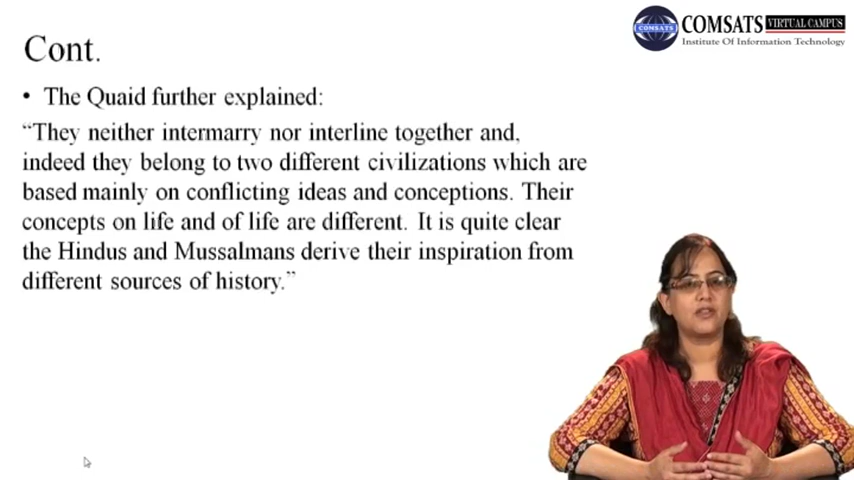 COMSATS VIRTUAL CAMPUS
COMSATS
Institute Of Information Technology
Cont.
• The Quaid further explained:
“They neither intermarry nor interline together and,
indeed they belong to two different civilizations which are
based mainly on conflicting ideas and conceptions. Their
concepts on life and of life are different. It is quite clear
the Hindus and Mussalmans derive their inspiration from
different sources of history.”